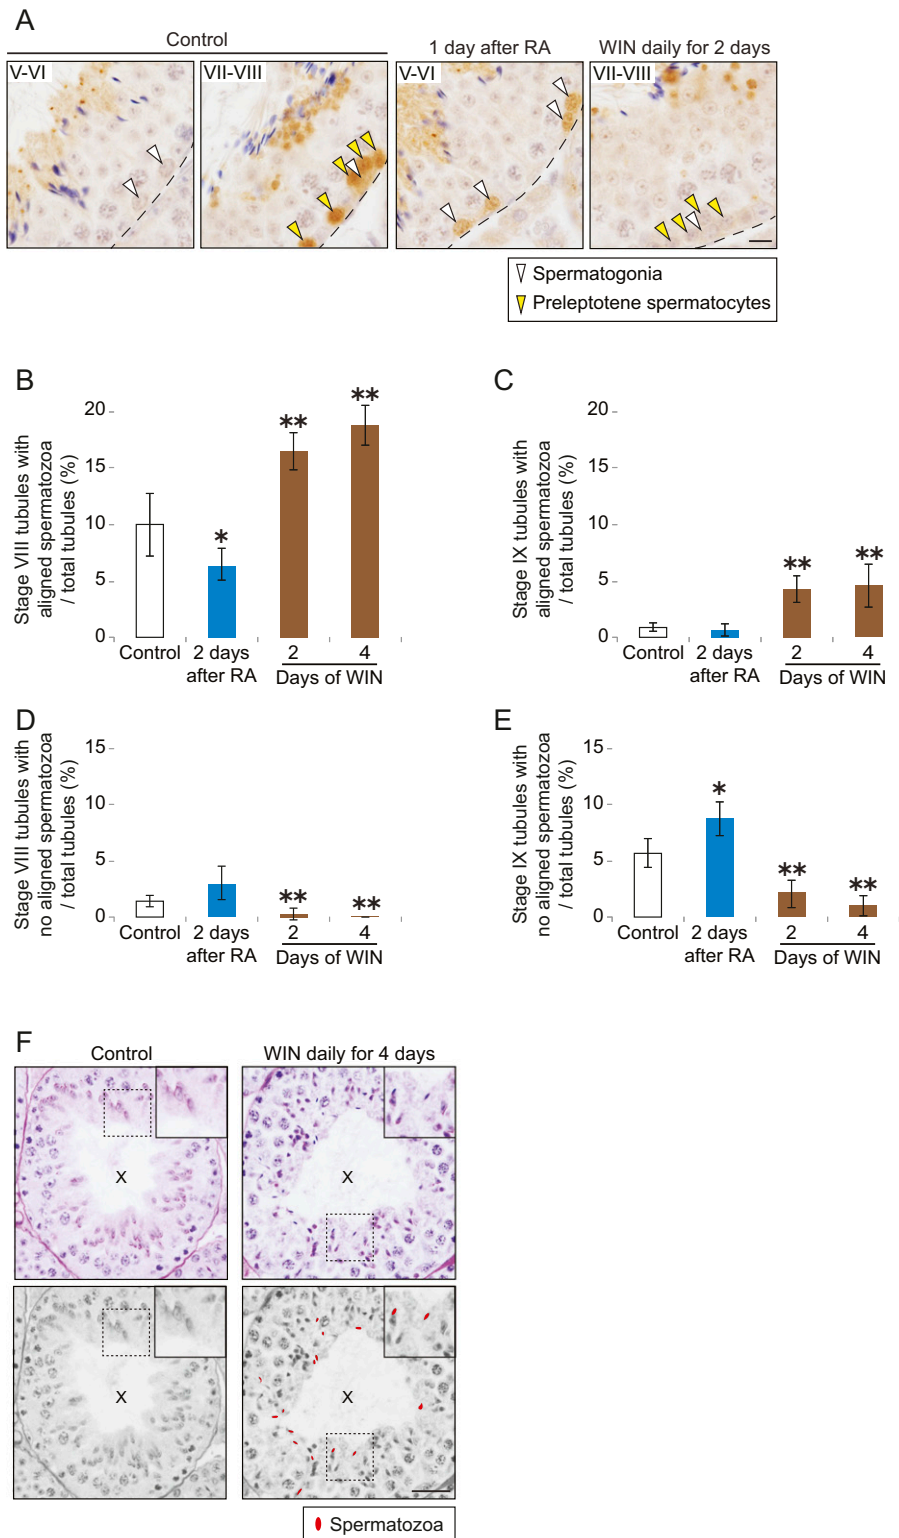 A
Control
1 day after RA
WIN daily for 2 days
V-VI
VII-VIII
V-VI
VII-VIII
Spermatogonia
Preleptotene spermatocytes
B
Stage VIII tubules with
aligned spermatozoa
/ total tubules (%)
20
15
10
5
0
*
**
**
Control
2 days
after RA
2
4
Days of WIN
C
Stage IX tubules with
aligned spermatozoa
/ total tubules (%)
20
15
10
5
0
**
**
Control
2 days
after RA
2
4
Days of WIN
D
Stage VIII tubules with
no aligned spermatozoa
/ total tubules (%)
15
10
5
0
**
**
Control
2 days
after RA
2
4
Days of WIN
E
Stage IX tubules with
no aligned spermatozoa
/ total tubules (%)
15
10
5
0
*
**
**
Control
2 days
after RA
2
4
Days of WIN
F
Control
WIN daily for 4 days
X
X
X
X
Spermatozoa